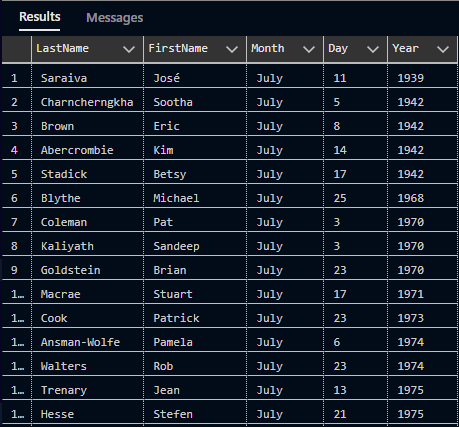 Results Messages
LastName FirstName Month Day Year
1 Saraiva José July 11 1939
2 Charncherngkha Sootha July 5 1942
3 Brown Eric July 8 1942
4 Abercrombie Kim July 14 1942
5 Stadick Betsy July 17 1942
6 Blythe Michael July 25 1968
7 Coleman Pat July 3 1970
8 Kaliyath Sandeep July 3 1970
9 Goldstein Brian July 23 1970
1… Macrae Stuart July 17 1971
1… Cook Patrick July 23 1973
1… Ansman-Wolfe Pamela July 6 1974
1… Walters Rob July 23 1974
1… Trenary Jean July 13 1975
1… Hesse Stefen July 21 1975